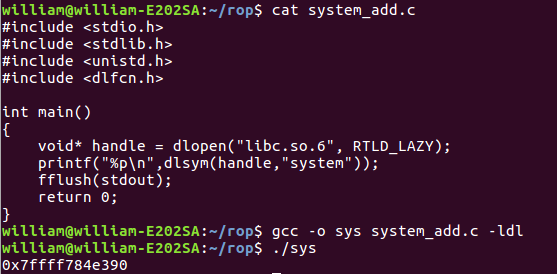 william@william-E202SA:~/rop$ cat system_add.c
#include <stdio.h>
#include <stdlib.h>
#include <unistd.h>
#include <dlfcn.h>

int main()
{
    void* handle = dlopen("libc.so.6", RTLD_LAZY);
    printf("%p\n",dlsym(handle,"system"));
    fflush(stdout);
    return 0;
}
william@william-E202SA:~/rop$ gcc -o sys system_add.c -ldl
william@william-E202SA:~/rop$ ./sys
0x7ffff784e390